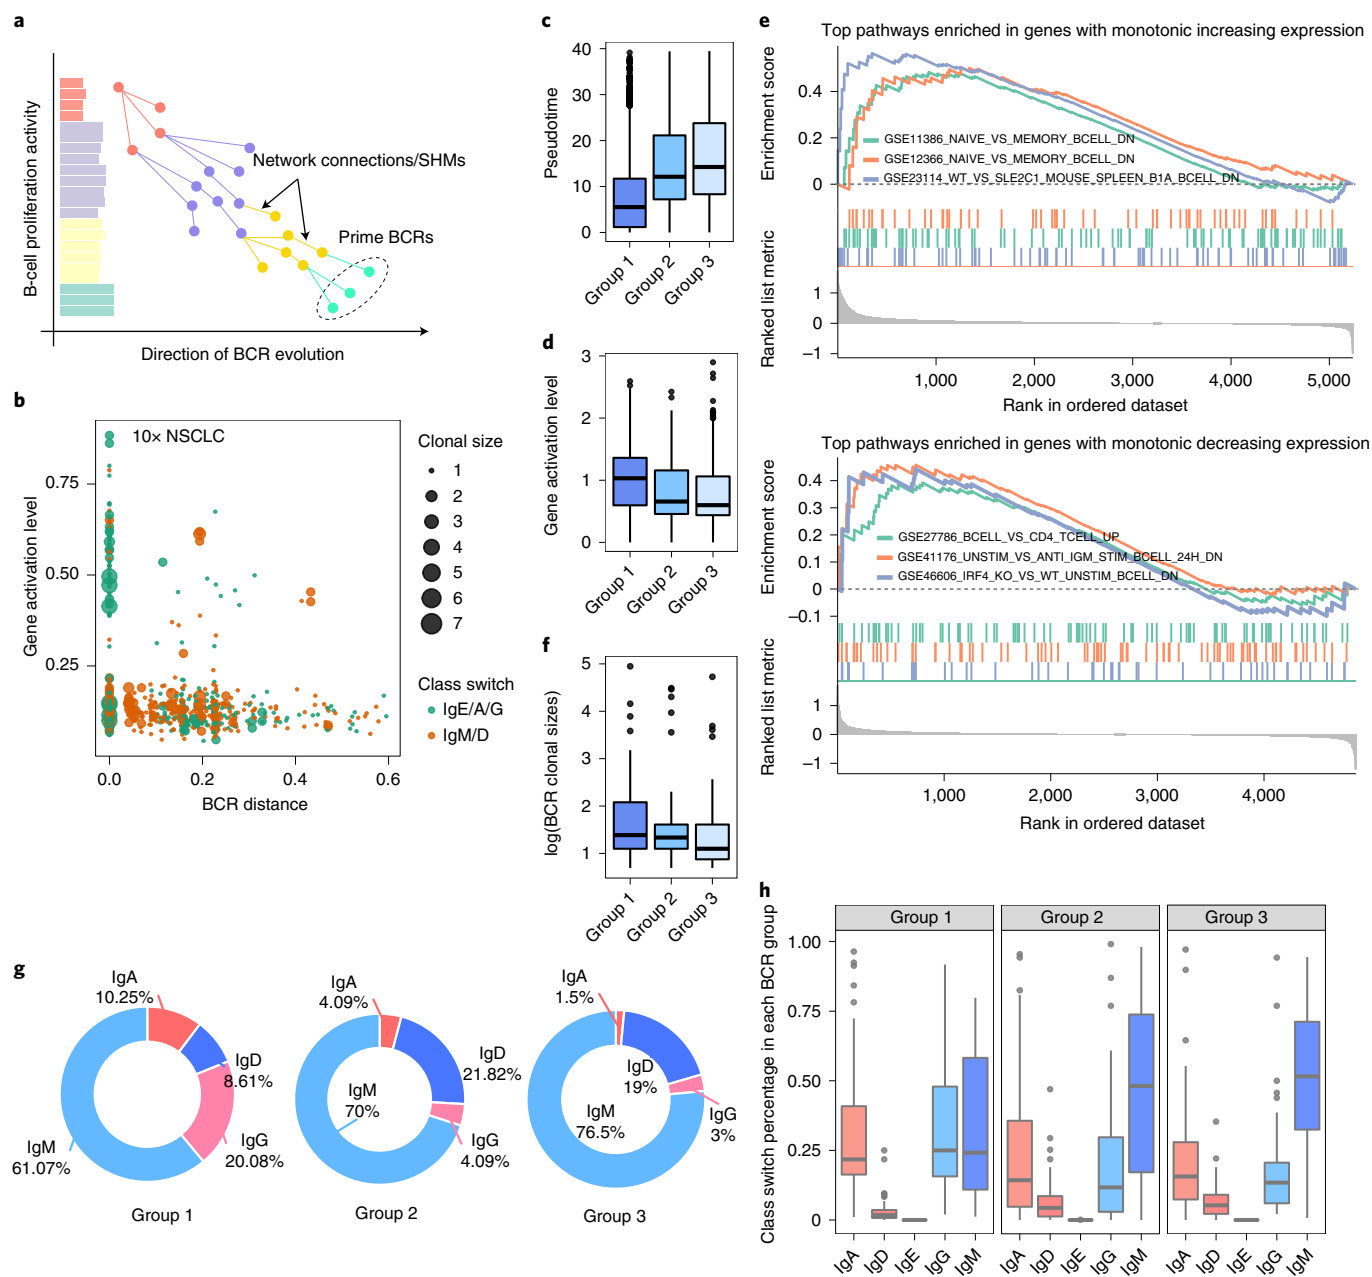 a
B-cell proliferation activity
Network connections/SHMs
Prime BCRs
Direction of BCR evolution
b
10× NSCLC
Gene activation level
0.75
0.50
0.25
0.0
0.2
0.4
0.6
BCR distance
Clonal size
1
2
3
4
5
6
7
Class switch
IgE/A/G
IgM/D
c
Pseudotime
40
30
20
10
0
Group 1
Group 2
Group 3
d
Gene activation level
3
2
1
0
Group 1
Group 2
Group 3
f
log(BCR clonal sizes)
5
4
3
2
1
Group 1
Group 2
Group 3
e
Top pathways enriched in genes with monotonic increasing expression
Enrichment score
0.4
0.2
0
GSE11386_NAIVE_VS_MEMORY_BCELL_DN
GSE12366_NAIVE_VS_MEMORY_BCELL_DN
GSE23114_WT_VS_SLE2C1_MOUSE_SPLEEN_B1A_BCELL_DN
Ranked list metric
1
0
−1
1,000
2,000
3,000
4,000
5,000
Rank in ordered dataset
Top pathways enriched in genes with monotonic decreasing expression
Enrichment score
0.4
0.3
0.2
0.1
0
−0.1
GSE27786_BCELL_VS_CD4_TCELL_UP
GSE41176_UNSTIM_VS_ANTI_IGM_STIM_BCELL_24H_DN
GSE46606_IRF4_KO_VS_WT_UNSTIM_BCELL_DN
Ranked list metric
1
0
−1
1,000
2,000
3,000
4,000
Rank in ordered dataset
g
IgA
10.25%
IgD
8.61%
IgG
20.08%
IgM
61.07%
Group 1
IgA
4.09%
IgD
21.82%
IgM
70%
IgG
4.09%
Group 2
IgA
1.5%
IgD
19%
IgM
76.5%
IgG
3%
Group 3
h
Class switch percentage in each BCR group
Group 1
Group 2
Group 3
1.00
0.75
0.50
0.25
0
IgA
IgD
IgE
IgG
IgM
IgA
IgD
IgE
IgG
IgM
IgA
IgD
IgE
IgG
IgM